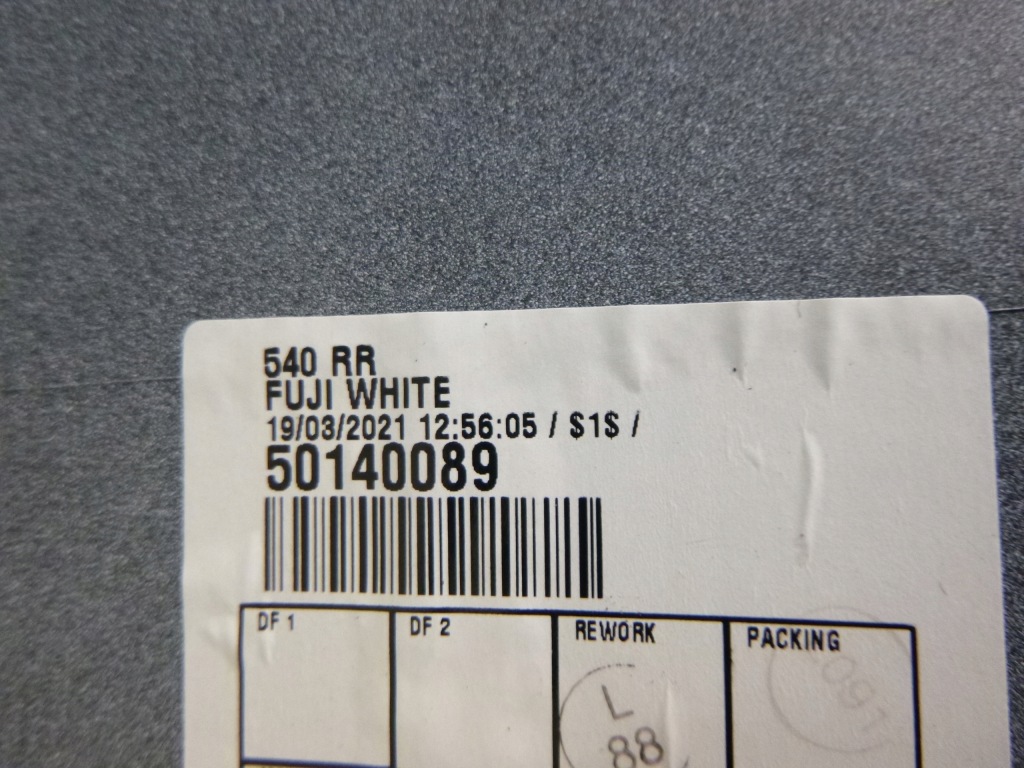 540 RR
FUJI WHITE
19/03/2021 12:56:05 / $1$ /
50140089
DF 1
DF 2
REWORK
PACKING
L
88